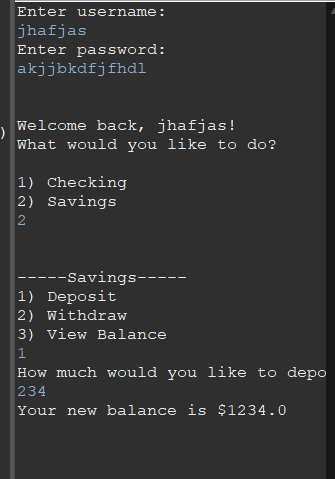 Enter username:
jhafjas
Enter password:
akjjbkdfjfhdl
)
Welcome back, jhafjas!
What would you like to do?
1) Checking
2) Savings
2
-----Savings-----
1) Deposit
2) Withdraw
3) View Balance
1
How much would you like to depo
234
Your new balance is $1234.0